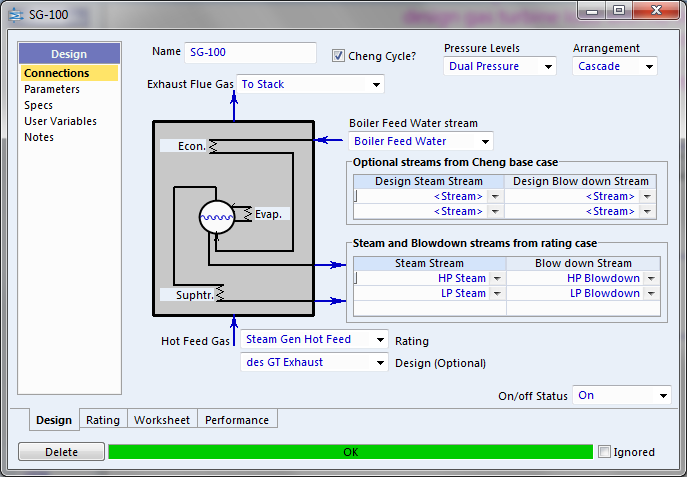 SG-100
Design
Connections
Parameters
Specs
User Variables
Notes
Name SG-100
Cheng Cycle?
Pressure Levels
Dual Pressure
Arrangement
Cascade
Exhaust Flue Gas To Stack
Boiler Feed Water stream
Boiler Feed Water
Econ.
Evap.
Suphtr.
Optional streams from Cheng base case
Design Steam Stream Design Blow down Stream
<Stream> <Stream>
<Stream> <Stream>
Steam and Blowdown streams from rating case
Steam Stream Blow down Stream
HP Steam HP Blowdown
LP Steam LP Blowdown
Hot Feed Gas Steam Gen Hot Feed Rating
des GT Exhaust Design (Optional)
On/off Status On
Design Rating Worksheet Performance
Delete OK Ignored